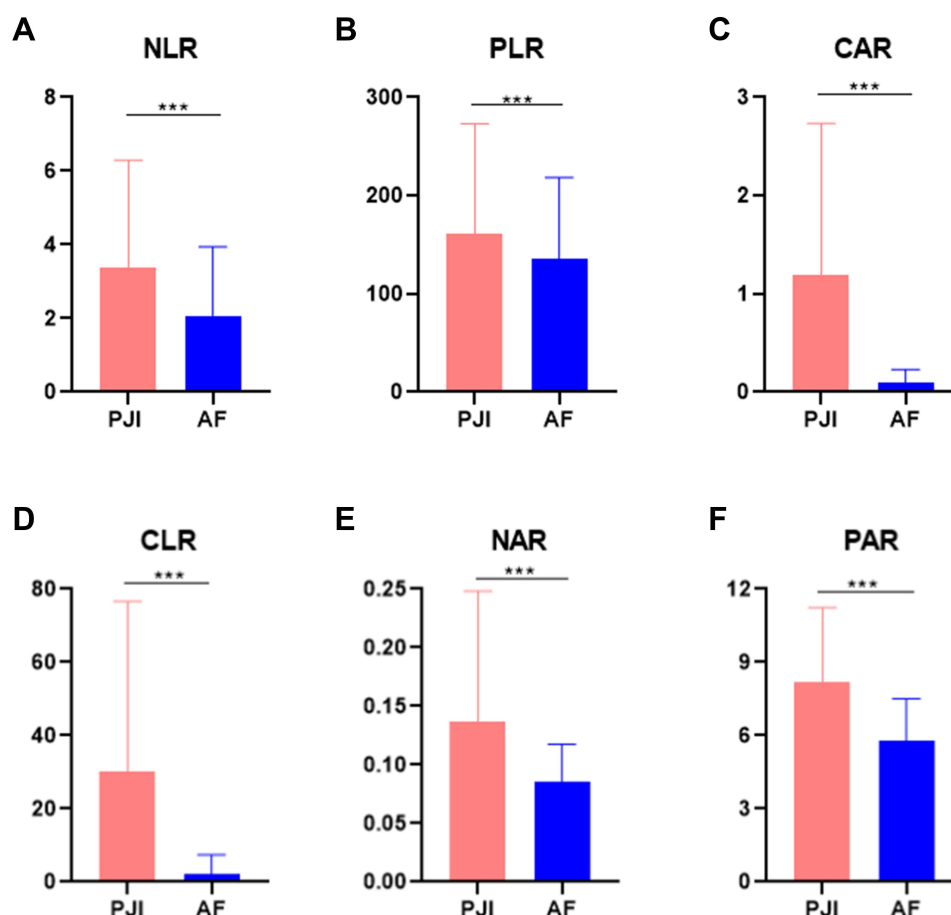 A
NLR
***
8
6
4
2
0
PJI AF
B
PLR
***
300
200
100
0
PJI AF
C
CAR
***
3
2
1
0
PJI AF
D
CLR
***
80
60
40
20
0
PJI AF
E
NAR
***
0.25
0.20
0.15
0.10
0.05
0.00
PJI AF
F
PAR
***
12
9
6
3
0
PJI AF